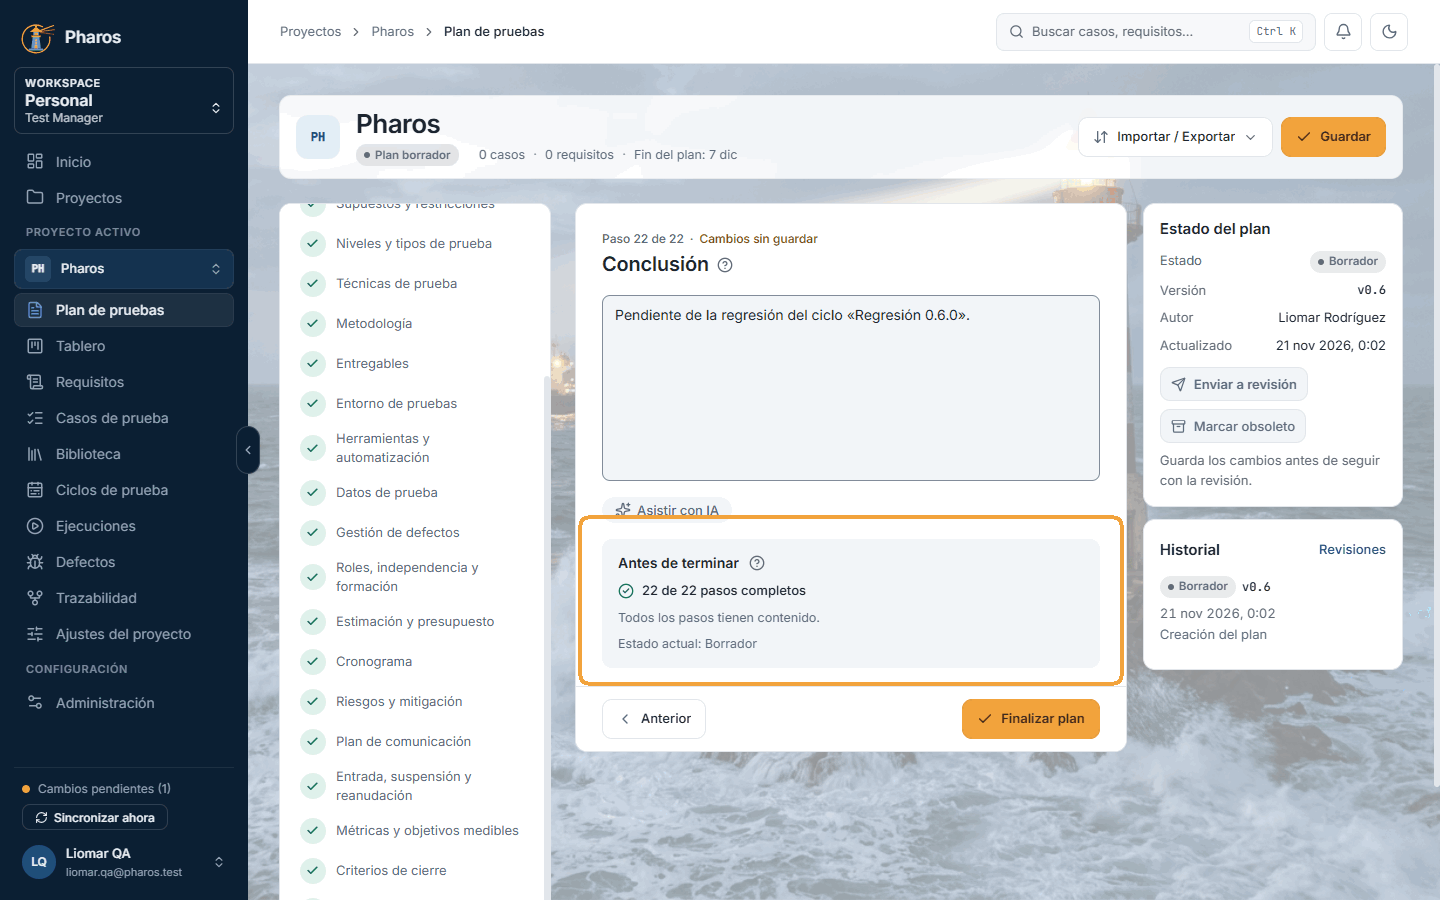 Pharos
WORKSPACE
Personal
Test Manager
Inicio
Proyectos
PROYECTO ACTIVO
PH Pharos
Plan de pruebas
Tablero
Requisitos
Casos de prueba
Biblioteca
Ciclos de prueba
Ejecuciones
Defectos
Trazabilidad
Ajustes del proyecto
CONFIGURACIÓN
Administración
Cambios pendientes (1)
Sincronizar ahora
LQ
Liomar QA
liomar.qa@pharos.test
Proyectos > Pharos > Plan de pruebas
Buscar casos, requisitos... Ctrl K
PH
Pharos
Plan borrador 0 casos · 0 requisitos · Fin del plan: 7 dic
Importar / Exportar
Guardar
Supuestos y restricciones
Niveles y tipos de prueba
Técnicas de prueba
Metodología
Entregables
Entorno de pruebas
Herramientas y
automatización
Datos de prueba
Gestión de defectos
Roles, independencia y
formación
Estimación y presupuesto
Cronograma
Riesgos y mitigación
Plan de comunicación
Entrada, suspensión y
reanudación
Métricas y objetivos medibles
Criterios de cierre
Paso 22 de 22 · Cambios sin guardar
Conclusión
Pendiente de la regresión del ciclo «Regresión 0.6.0».
Asistir con IA
Antes de terminar
22 de 22 pasos completos
Todos los pasos tienen contenido.
Estado actual: Borrador
Anterior
Finalizar plan
Estado del plan
Estado Borrador
Versión v0.6
Autor Liomar Rodríguez
Actualizado 21 nov 2026, 0:02
Enviar a revisión
Marcar obsoleto
Guarda los cambios antes de seguir
con la revisión.
Historial Revisiones
Borrador v0.6
21 nov 2026, 0:02
Creación del plan